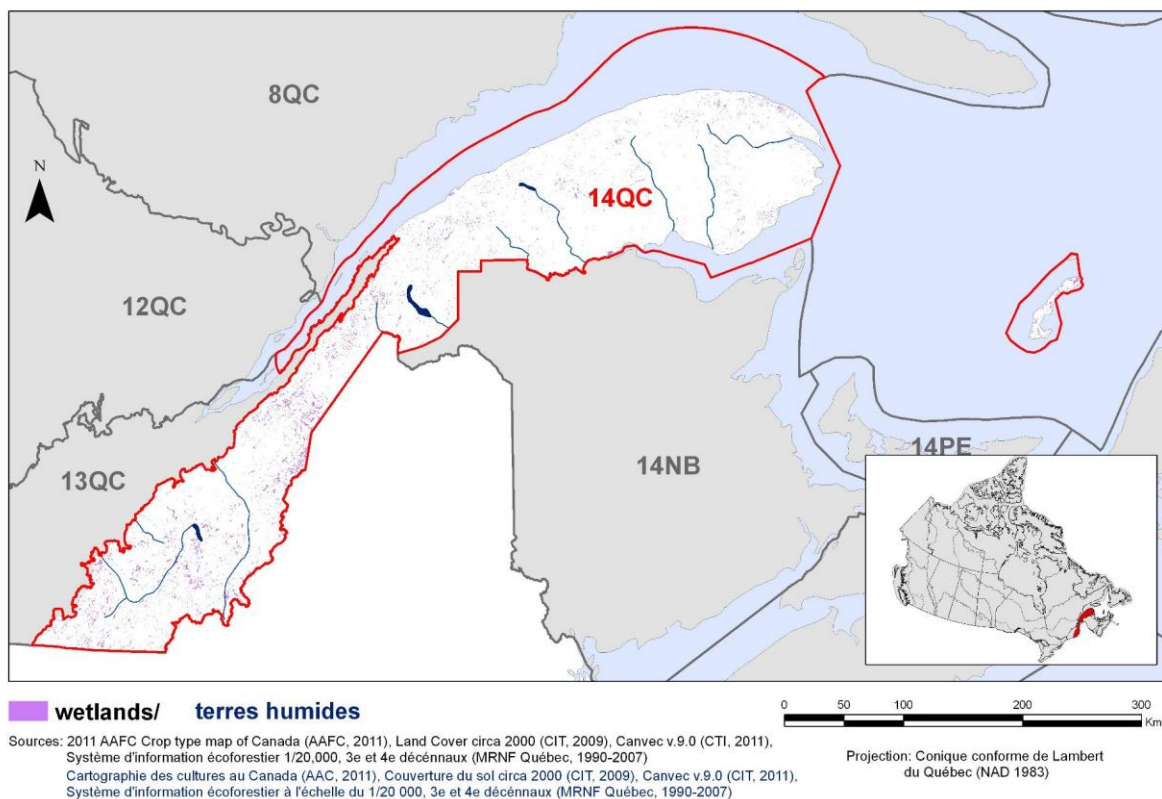 8QC
N
14QC
12QC
14PE
14NB
13QC
wetlands/ terres humides
0 50 100 200 300
Km
Sources: 2011 AAFC Crop type map of Canada (AAFC, 2011), Land Cover circa 2000 (CIT, 2009), Canvec v.9.0 (CTI, 2011),
Système d'information écoforestier 1/20,000, 3e et 4e décénnaux (MRNF Québec, 1990-2007)
Cartographie des cultures au Canada (AAC, 2011), Couverture du sol circa 2000 (CIT, 2009), Canvec v.9.0 (CIT, 2011),
Système d'information écoforestier à l'échelle du 1/20 000, 3e et 4e décénnaux (MRNF Québec, 1990-2007)
Projection: Conique conforme de Lambert
du Québec (NAD 1983)